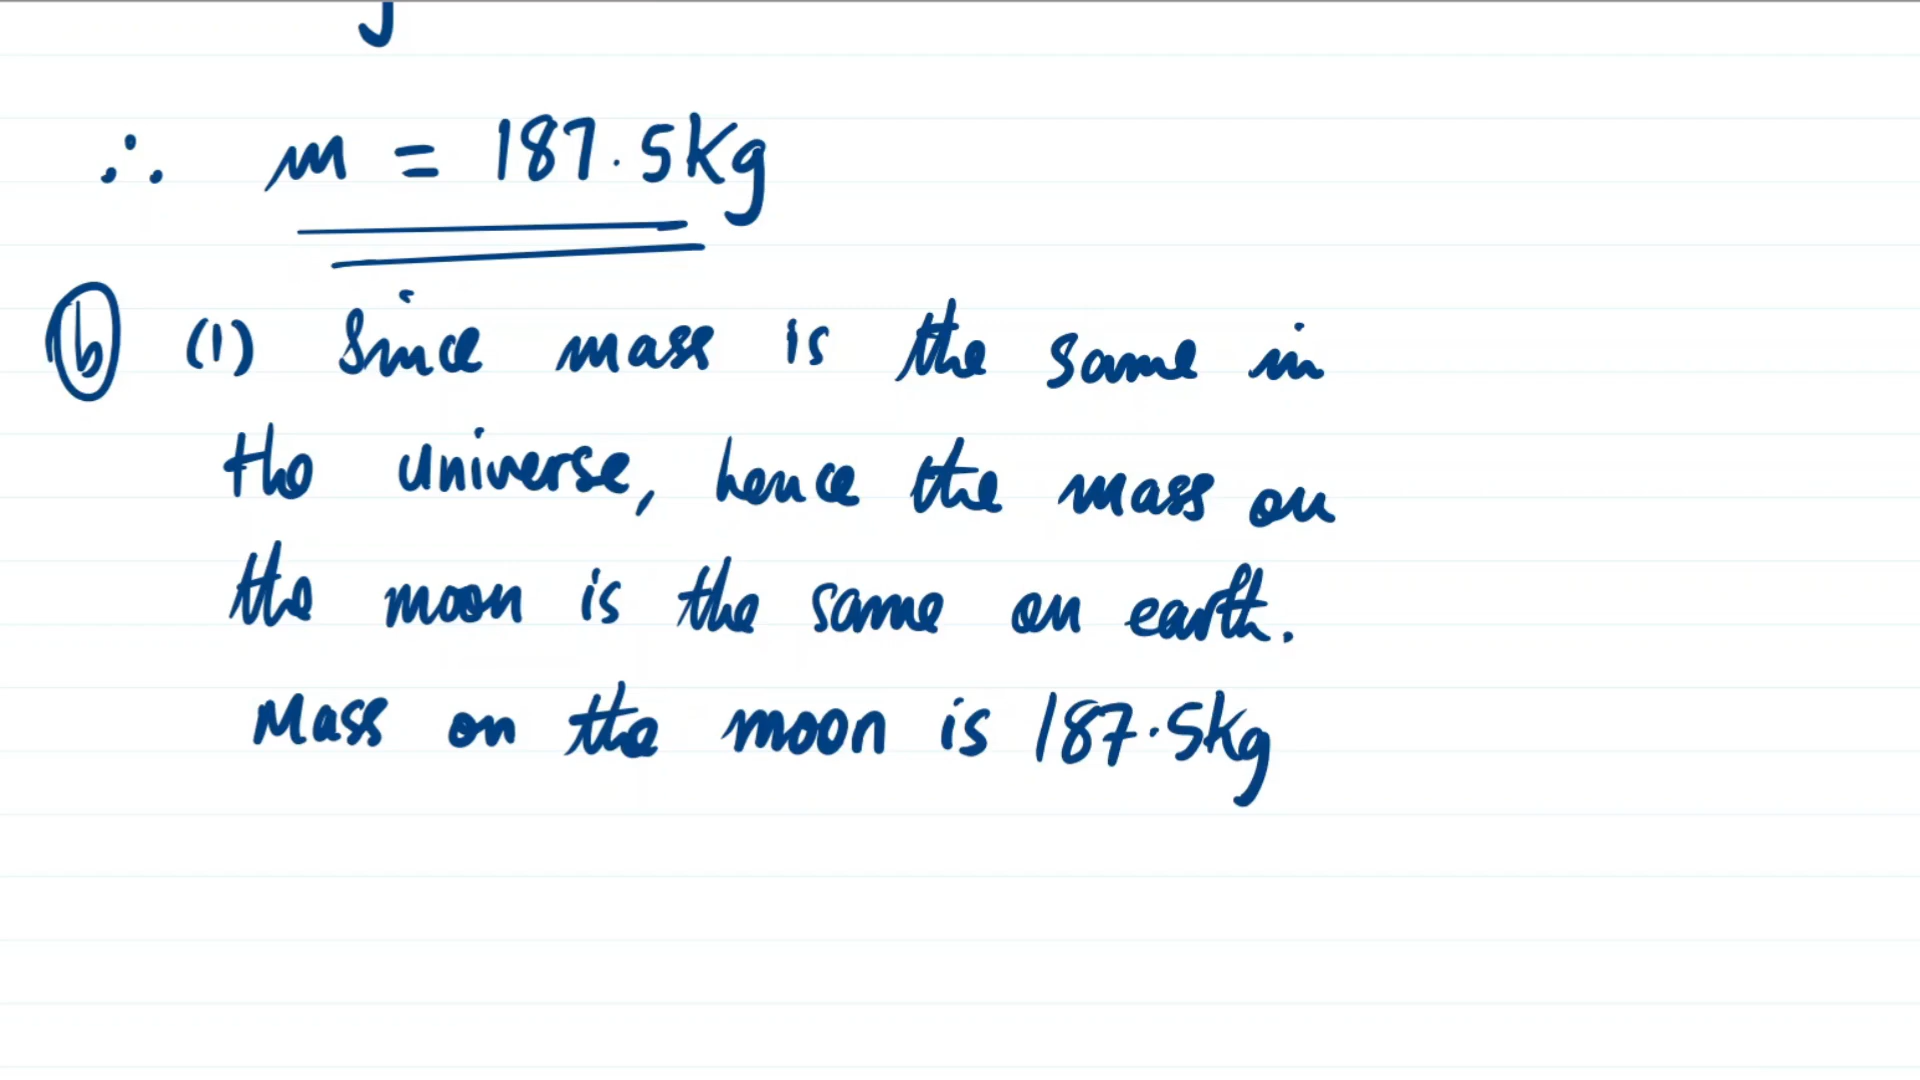 ∴ m = 187.5kg
(b) (1) Since mass is the same in
the universe, hence the mass on
the moon is the same on earth.
Mass on the moon is 187.5kg